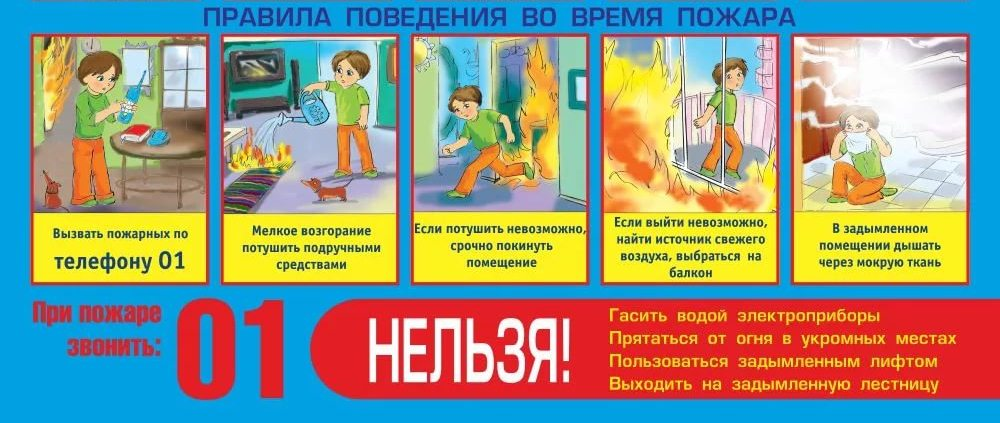 ПРАВИЛА ПОВЕДЕНИЯ ВО ВРЕМЯ ПОЖАРА
Вызвать пожарных по
телефону 01
Мелкое возгорание
потушить подручными
средствами
Если потушить невозможно,
срочно покинуть
помещение
Если выйти невозможно,
найти источник свежего
воздуха, выбраться на
балкон
В задымленном
помещении дышать
через мокрую ткань
При пожаре
звонить:
01
НЕЛЬЗЯ!
Гасить водой электроприборы
Прятаться от огня в укромных местах
Пользоваться задымленным лифтом
Выходить на задымленную лестницу